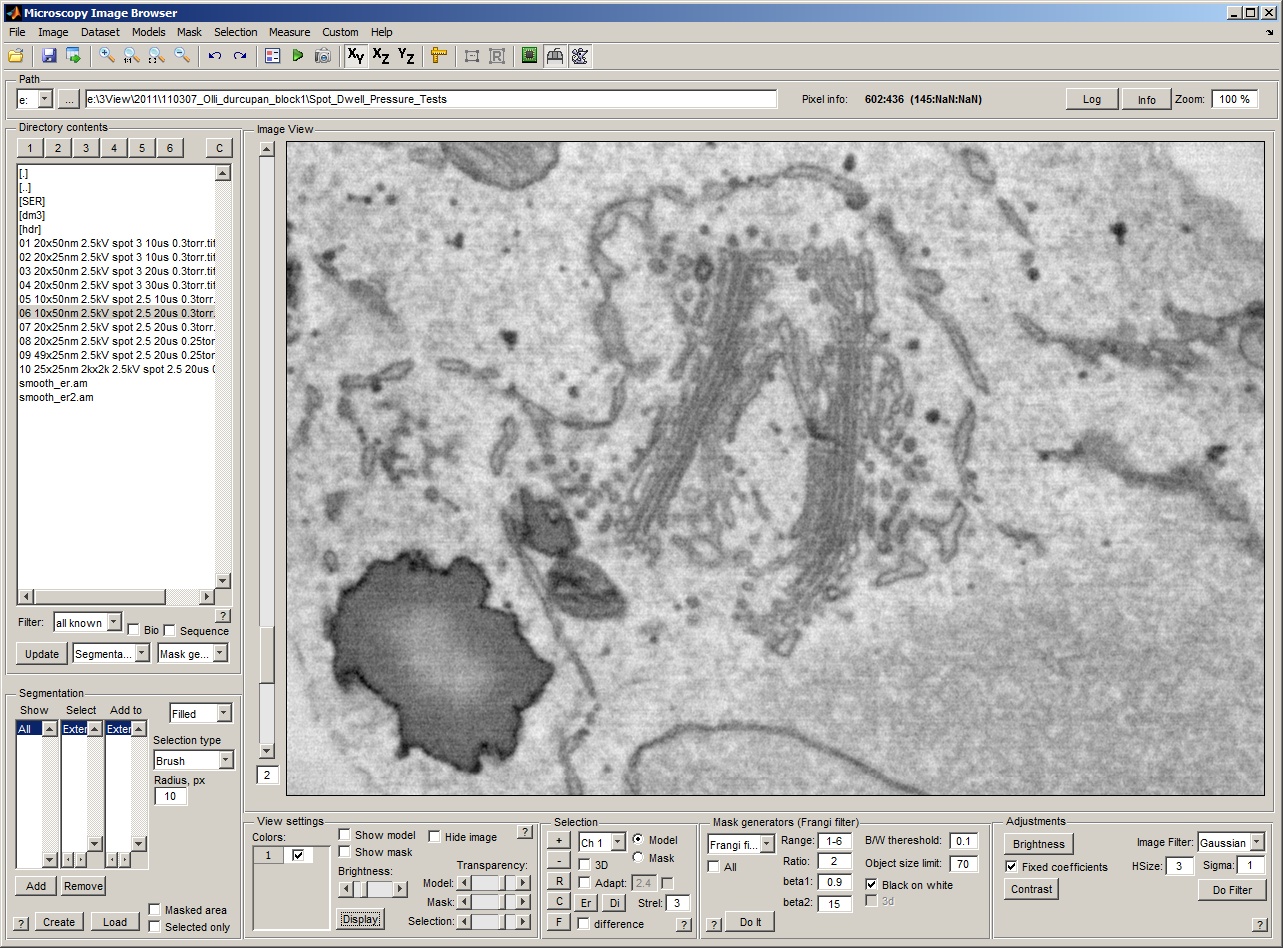 Microscopy Image Browser
File Image Dataset Models Mask Selection Measure Custom Help
1:1 XY XZ YZ R
Path
e: ... e:\3View\2011\110307_Olli_durcupan_block1\Spot_Dwell_Pressure_Tests Pixel info: 602:436 (145:NaN:NaN) Log Info Zoom: 100 %
Directory contents
Image View
1 2 3 4 5 6 C
[.]
[..]
[SER]
[dm3]
[hdr]
01 20x50nm 2.5kV spot 3 10us 0.3torr.tif
02 20x25nm 2.5kV spot 3 10us 0.3torr.tif
03 20x50nm 2.5kV spot 3 20us 0.3torr.tif
04 20x50nm 2.5kV spot 3 30us 0.3torr.tif
05 10x50nm 2.5kV spot 2.5 10us 0.3torr.
06 10x50nm 2.5kV spot 2.5 20us 0.3torr.
07 20x25nm 2.5kV spot 2.5 20us 0.3torr.
08 20x25nm 2.5kV spot 2.5 20us 0.25tor
09 49x25nm 2.5kV spot 2.5 20us 0.25tor
10 25x25nm 2kx2k 2.5kV spot 2.5 20us
smooth_er.am
smooth_er2.am
Filter: all known Bio Sequence ?
Update Segmenta... Mask ge...
2
Segmentation
Show Select Add to Filled
All Exter Exter
Selection type
Brush
Radius, px
10
Add Remove
? Create Load Masked area
Selected only
View settings
Colors: Show model Hide image ?
1 Show mask
Brightness: Transparency:
Model:
Mask:
Display Selection:
Selection
+ Ch 1 Model
- 3D Mask
R Adapt: 2.4
C Er Di Strel: 3
F difference ?
Mask generators (Frangi filter)
Frangi fi... Range: 1-6 B/W thereshold: 0.1
All Ratio: 2 Object size limit: 70
beta1: 0.9 Black on white
beta2: 15 3d
? Do It
Adjustments
Brightness Image Filter: Gaussian
Fixed coefficients HSize: 3 Sigma: 1
Contrast Do Filter
?